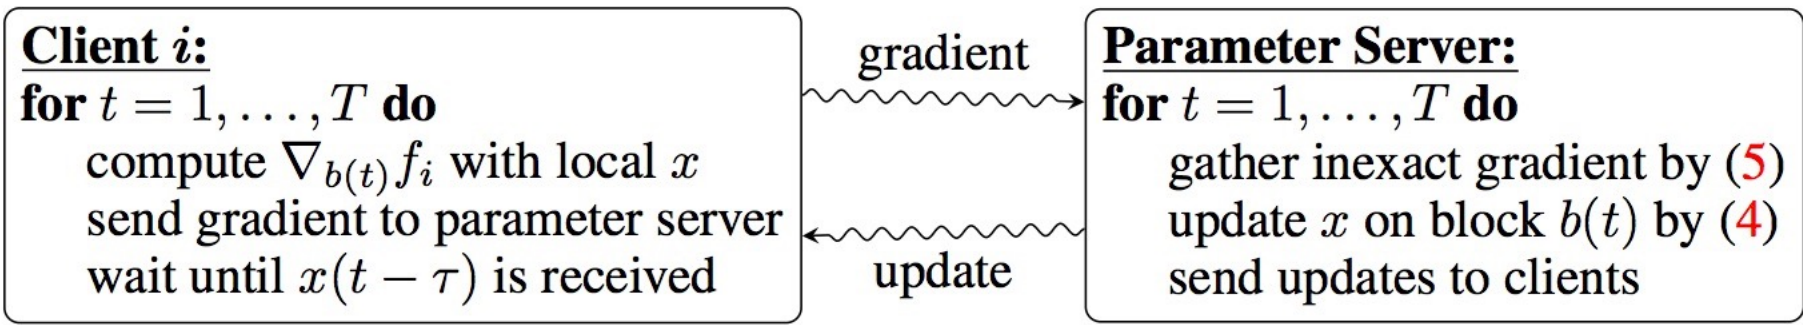 Client i:
for t = 1, . . . , T do
compute ∇b(t) fi with local x
send gradient to parameter server
wait until x(t − τ) is received
gradient
update
Parameter Server:
for t = 1, . . . , T do
gather inexact gradient by (5)
update x on block b(t) by (4)
send updates to clients